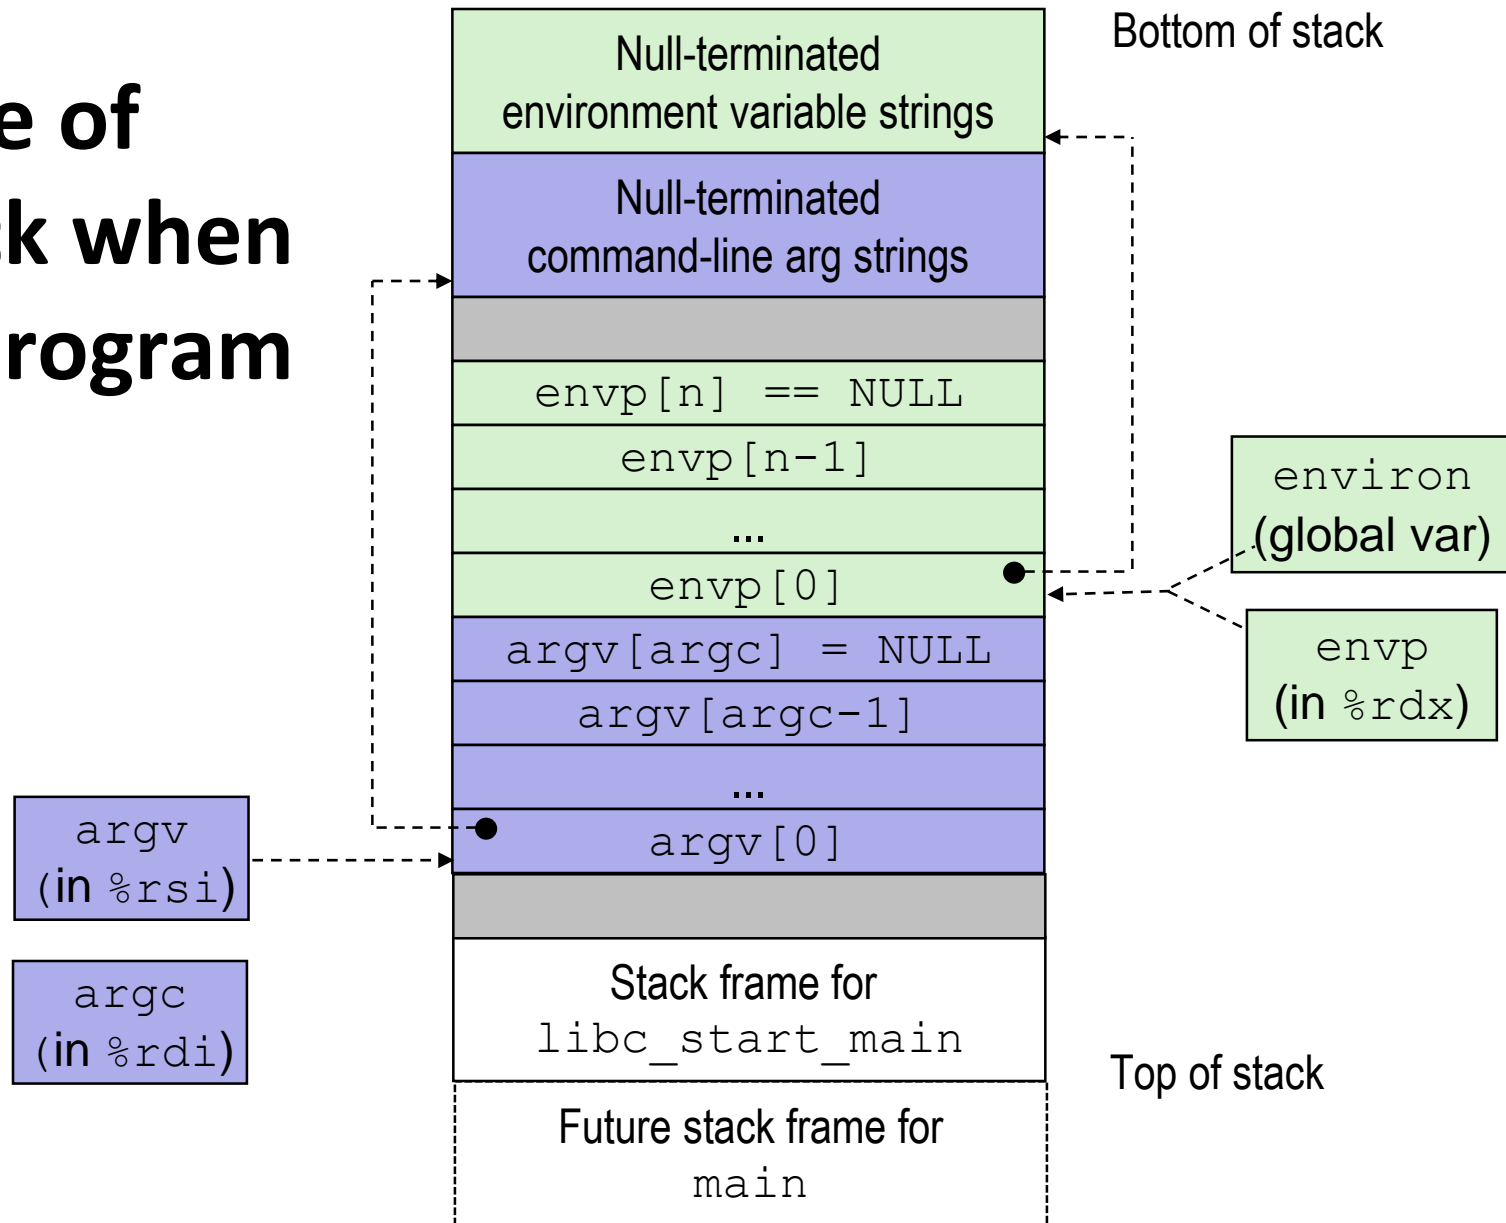 e of
k when
rogram
Bottom of stack
Null-terminated
environment variable strings
Null-terminated
command-line arg strings
envp[n] == NULL
envp[n-1]
...
envp[0]
environ
(global var)
envp
(in %rdx)
argv[argc] = NULL
argv[argc-1]
...
argv[0]
argv
(in %rsi)
argc
(in %rdi)
Stack frame for
libc_start_main
Top of stack
Future stack frame for
main